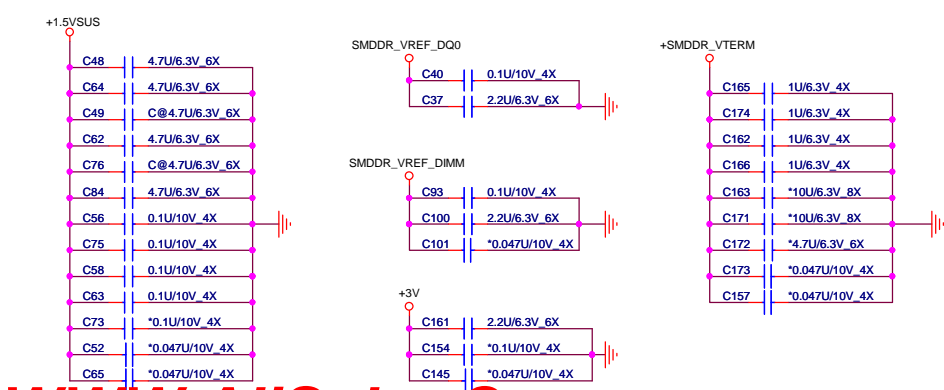 +1.5VSUS
C48 4.7U/6.3V_6X
C64 4.7U/6.3V_6X
C49 C@4.7U/6.3V_6X
C62 4.7U/6.3V_6X
C76 C@4.7U/6.3V_6X
C84 4.7U/6.3V_6X
C56 0.1U/10V_4X
C75 0.1U/10V_4X
C58 0.1U/10V_4X
C63 0.1U/10V_4X
C73 *0.1U/10V_4X
C52 *0.047U/10V_4X
C65 *0.047U/10V_4X
SMDDR_VREF_DQ0
C40 0.1U/10V_4X
C37 2.2U/6.3V_6X
SMDDR_VREF_DIMM
C93 0.1U/10V_4X
C100 2.2U/6.3V_6X
C101 *0.047U/10V_4X
+3V
C161 2.2U/6.3V_6X
C154 *0.1U/10V_4X
C145 *0.047U/10V_4X
+SMDDR_VTERM
C165 1U/6.3V_4X
C174 1U/6.3V_4X
C162 1U/6.3V_4X
C166 1U/6.3V_4X
C163 *10U/6.3V_8X
C171 *10U/6.3V_8X
C172 *4.7U/6.3V_6X
C173 *0.047U/10V_4X
C157 *0.047U/10V_4X